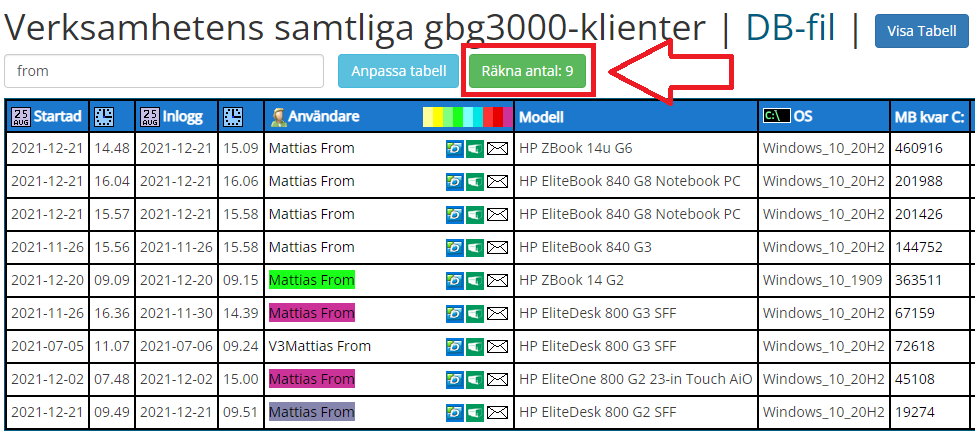 Verksamhetens samtliga gbg3000-klienter | DB-fil | Visa Tabell
from Anpassa tabell Räkna antal: 9
25 AUG Startad 25 AUG Inlogg Användare Modell C:\ OS MB kvar C:
2021-12-21 14.48 2021-12-21 15.09 Mattias From HP ZBook 14u G6 Windows_10_20H2 460916
2021-12-21 16.04 2021-12-21 16.06 Mattias From HP EliteBook 840 G8 Notebook PC Windows_10_20H2 201988
2021-12-21 15.57 2021-12-21 15.58 Mattias From HP EliteBook 840 G8 Notebook PC Windows_10_20H2 201426
2021-11-26 15.56 2021-11-26 15.58 Mattias From HP EliteBook 840 G3 Windows_10_20H2 144752
2021-12-20 09.09 2021-12-20 09.15 Mattias From HP ZBook 14 G2 Windows_10_1909 363511
2021-11-26 16.36 2021-11-30 14.39 Mattias From HP EliteDesk 800 G3 SFF Windows_10_20H2 67159
2021-07-05 11.07 2021-07-06 09.24 V3Mattias From HP EliteDesk 800 G3 SFF Windows_10_20H2 72618
2021-12-02 07.48 2021-12-02 15.00 Mattias From HP EliteOne 800 G2 23-in Touch AiO Windows_10_20H2 45108
2021-12-21 09.49 2021-12-21 09.51 Mattias From HP EliteDesk 800 G2 SFF Windows_10_20H2 19274